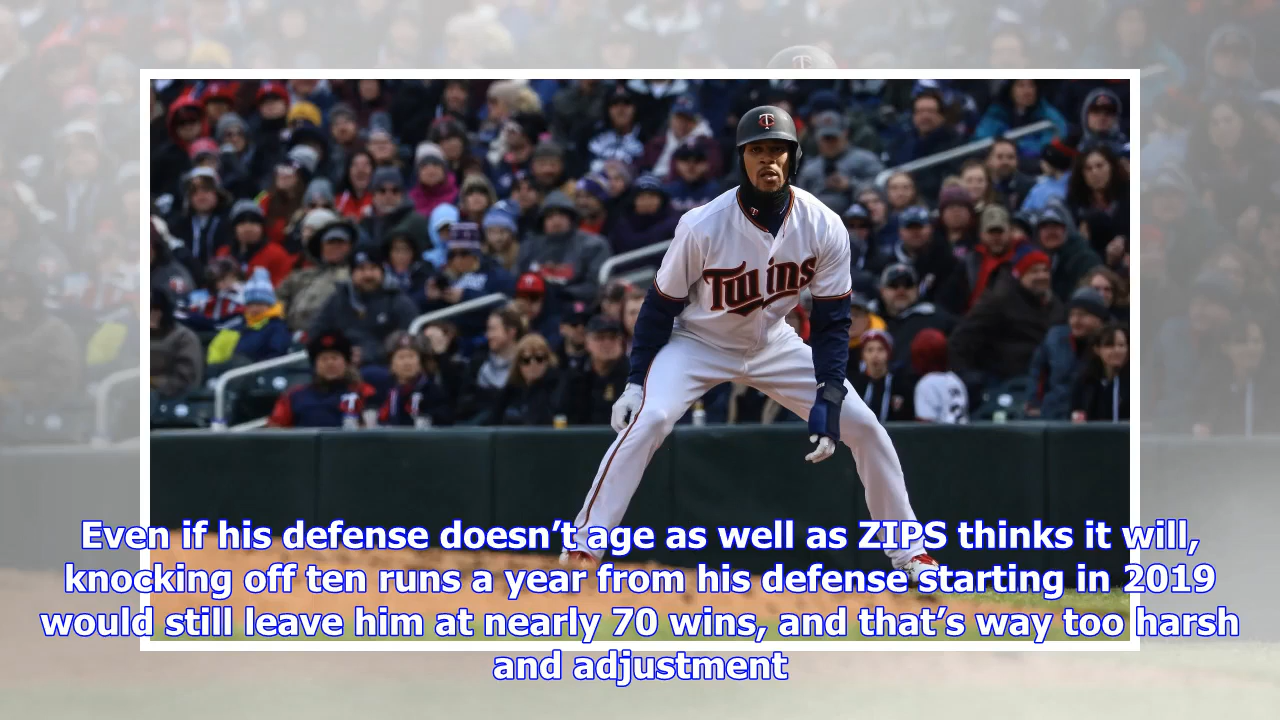 T
Twins
Even if his defense doesn’t age as well as ZIPS thinks it will,
knocking off ten runs a year from his defense starting in 2019
would still leave him at nearly 70 wins, and that’s way too harsh
and adjustment